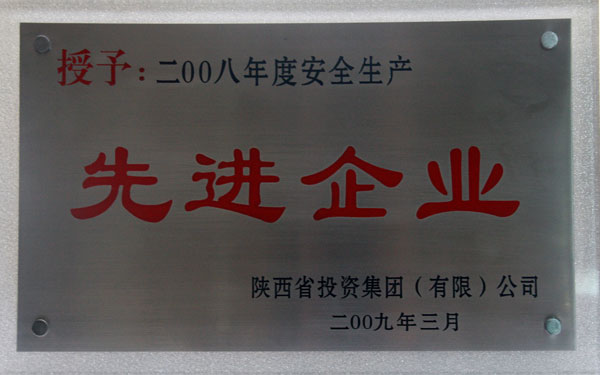 授予：二00八年度安全生产
先进企业
陕西省投资集团（有限）公司
二00九年三月